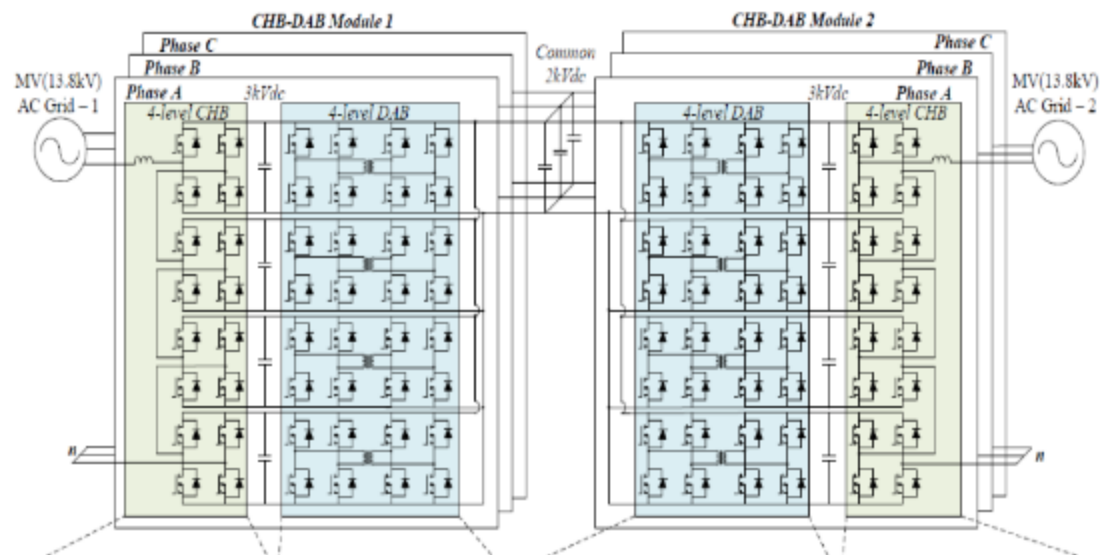 CHB-DAB Module 1
CHB-DAB Module 2
Phase C
Phase B
Phase A
Common
2kVdc
Phase C
Phase B
Phase A
MV(13.8kV)
AC Grid – 1
MV(13.8kV)
AC Grid – 2
4-level CHB
3kVdc
4-level DAB
4-level DAB
3kVdc
4-level CHB
n
n